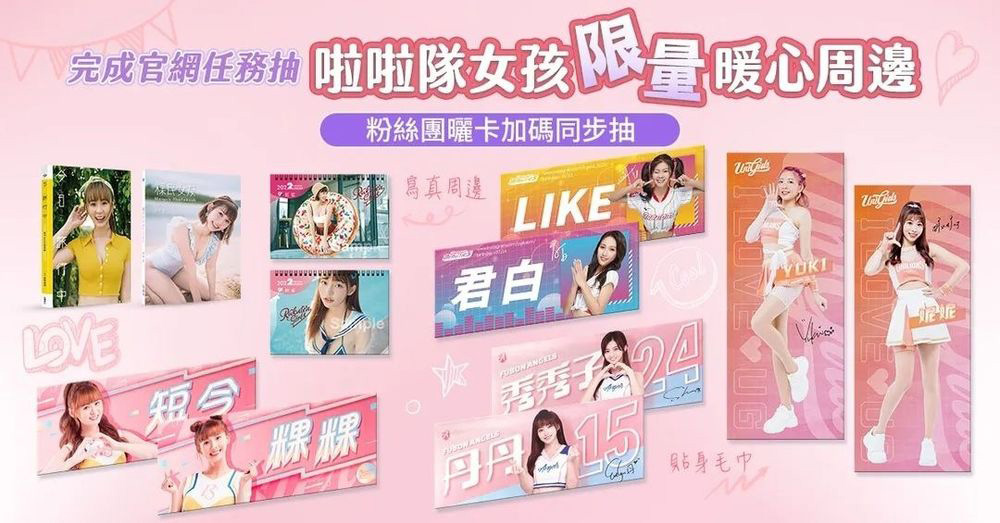 完成官網任務抽
啦啦隊女孩限量暖心周邊
粉絲團曬卡加碼同步抽
寫真周邊
2022
2022
Sample
LIKE
君白
UniGirls
YOKI
I LOVE UG
UniGirls
妮妮
I LOVE UG
LOVE
短今
粿粿
FUBON ANGELS
秀秀子
24
FUBON ANGELS
丹丹
15
Cool
貼身毛巾